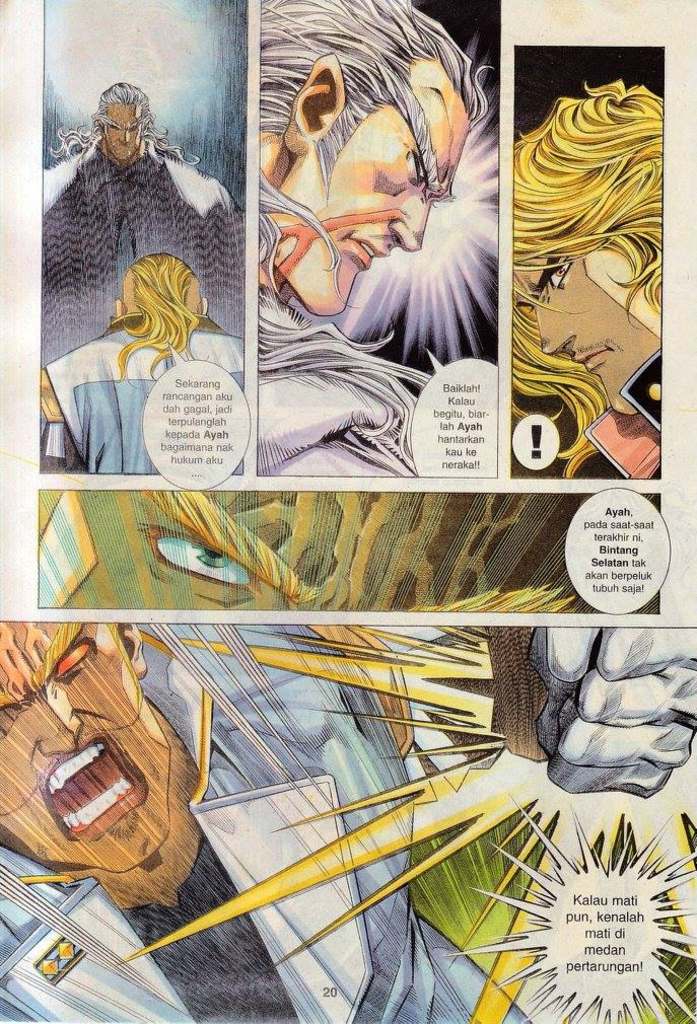 Sekarang
rancangan aku
dah gagal, jadi
terpulanglah
kepada Ayah
bagaimana nak
hukum aku
....
Baiklah!
Kalau
begitu, biar-
lah Ayah
hantarkan
kau ke
neraka!!
!
Ayah,
pada saat-saat
terakhir ni,
Bintang
Selatan tak
akan berpeluk
tubuh saja!
Kalau mati
pun, kenalah
mati di
medan
pertarungan!
20